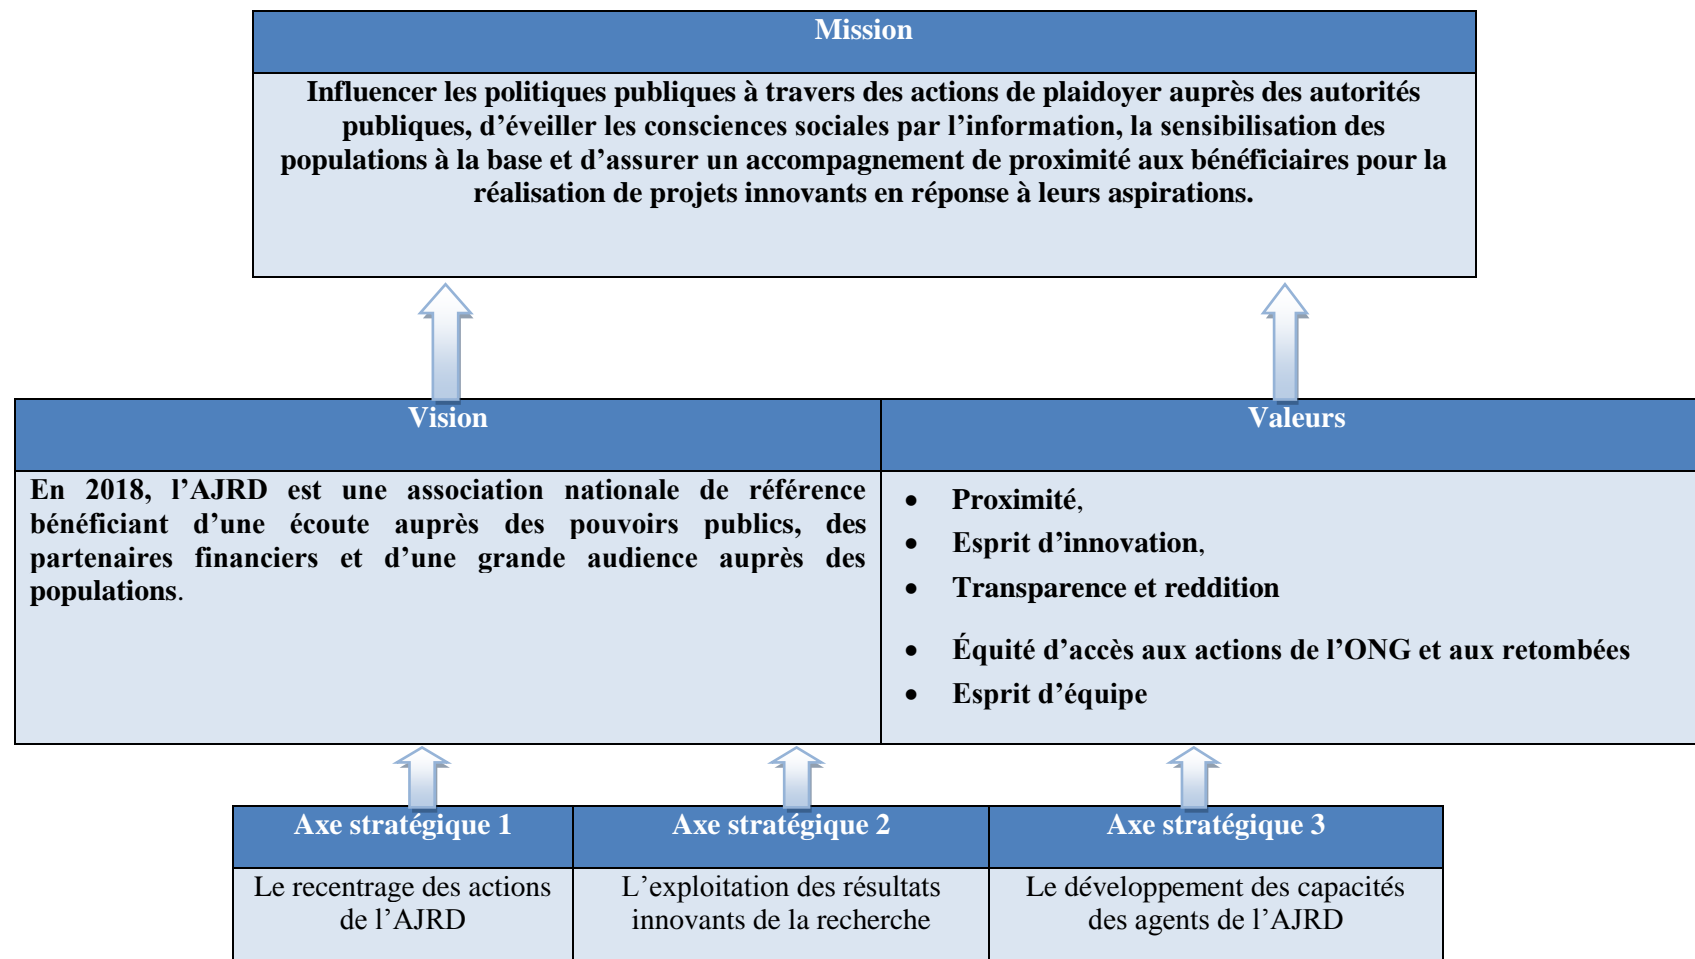 Mission
Influencer les politiques publiques à travers des actions de plaidoyer auprès des autorités
publiques, d’éveiller les consciences sociales par l’information, la sensibilisation des
populations à la base et d’assurer un accompagnement de proximité aux bénéficiaires pour la
réalisation de projets innovants en réponse à leurs aspirations.
Vision
En 2018, l’AJRD est une association nationale de référence
bénéficiant d’une écoute auprès des pouvoirs publics, des
partenaires financiers et d’une grande audience auprès des
populations.
Valeurs
• Proximité,
• Esprit d’innovation,
• Transparence et reddition
• Équité d’accès aux actions de l’ONG et aux retombées
• Esprit d’équipe
Axe stratégique 1
Le recentrage des actions
de l’AJRD
Axe stratégique 2
L’exploitation des résultats
innovants de la recherche
Axe stratégique 3
Le développement des capacités
des agents de l’AJRD